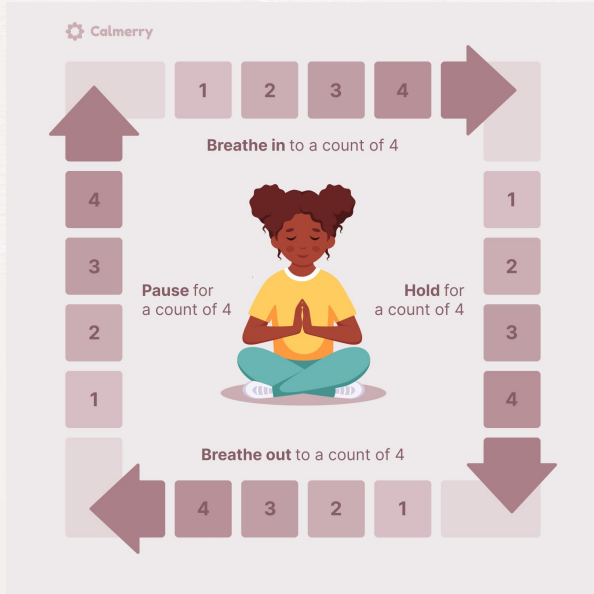 Calmerry
1 2 3 4
Breathe in to a count of 4
4
3
2
1
Pause for
a count of 4
Hold for
a count of 4
1
2
3
4
Breathe out to a count of 4
4 3 2 1